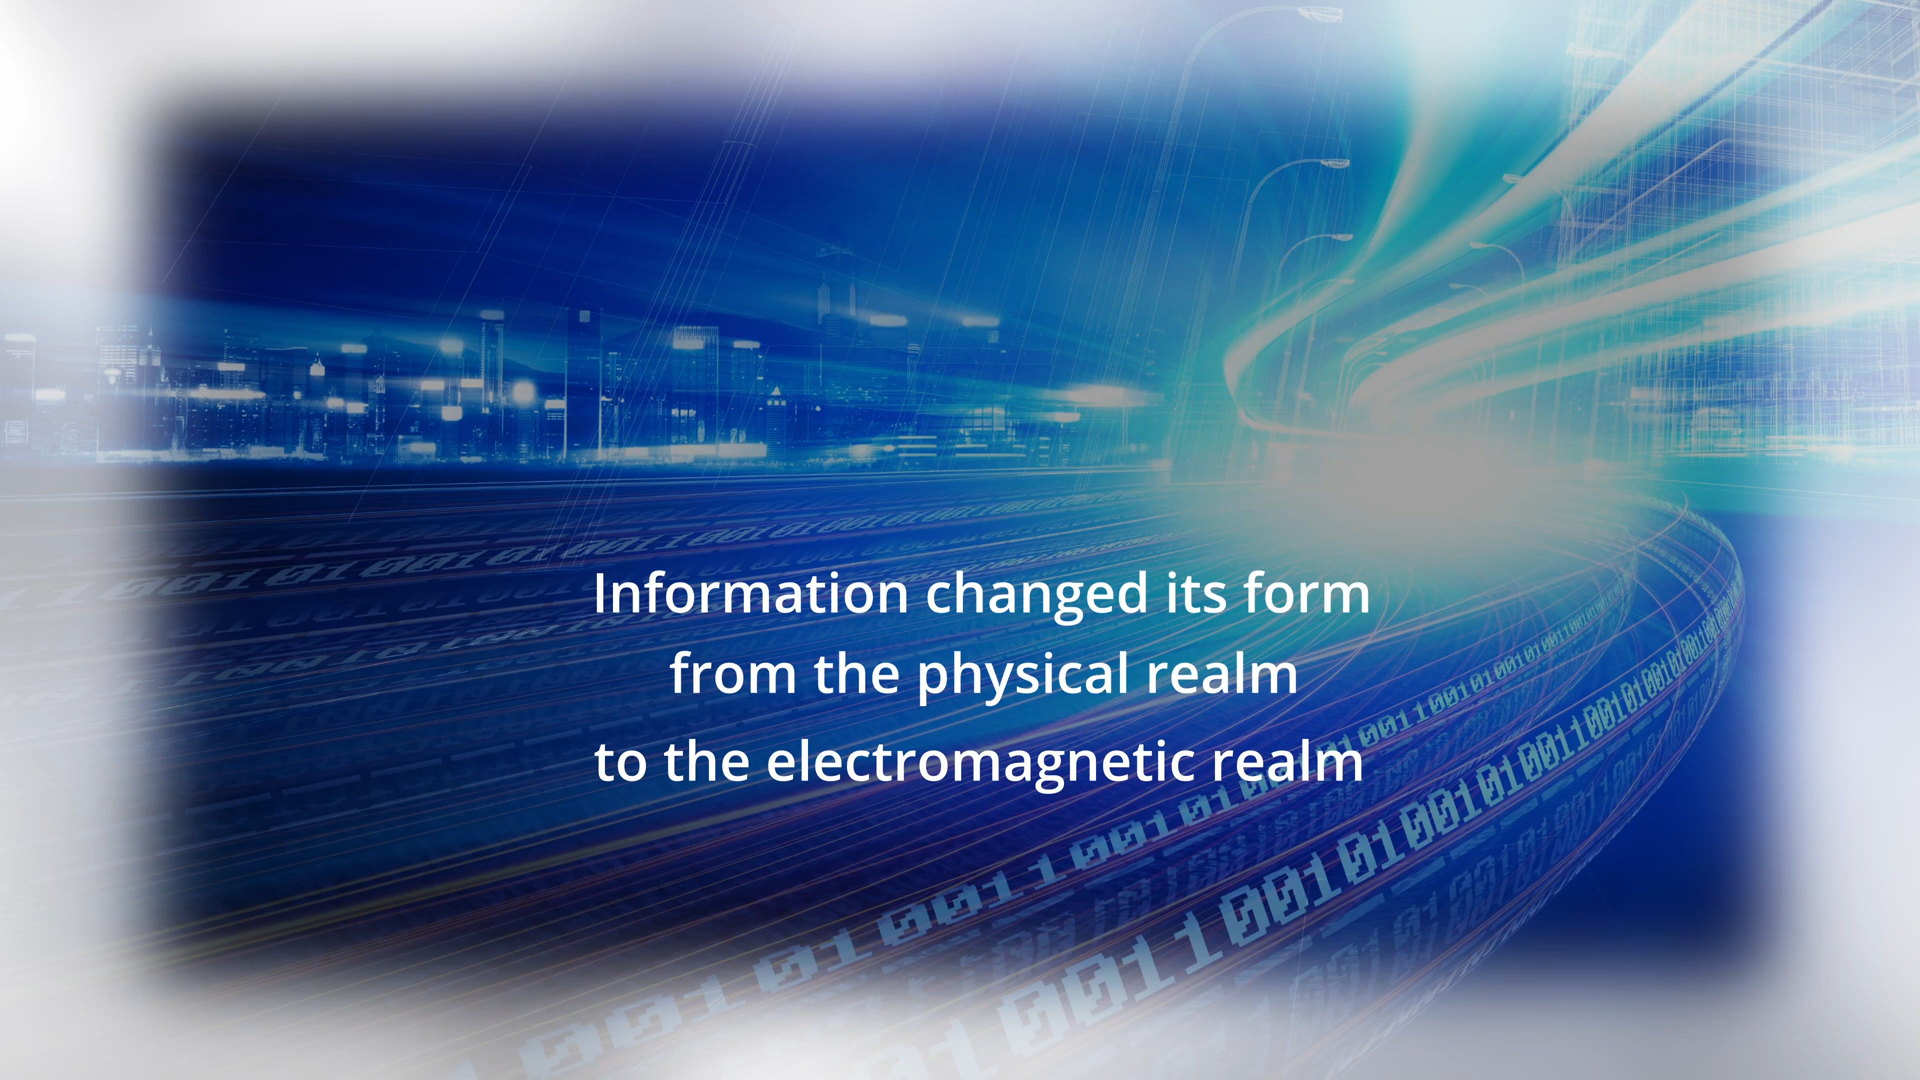 Information changed its form
from the physical realm
to the electromagnetic realm